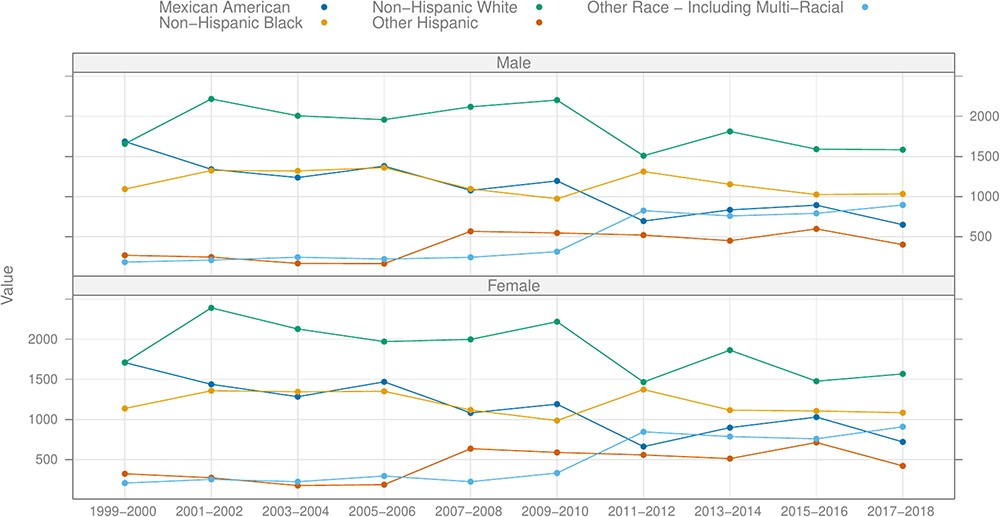 Mexican American Non−Hispanic White Other Race − Including Multi−Racial
Non−Hispanic Black Other Hispanic
Male
2000
1500
1000
500
Value
Female
2000
1500
1000
500
1999−2000 2001−2002 2003−2004 2005−2006 2007−2008 2009−2010 2011−2012 2013−2014 2015−2016 2017−2018